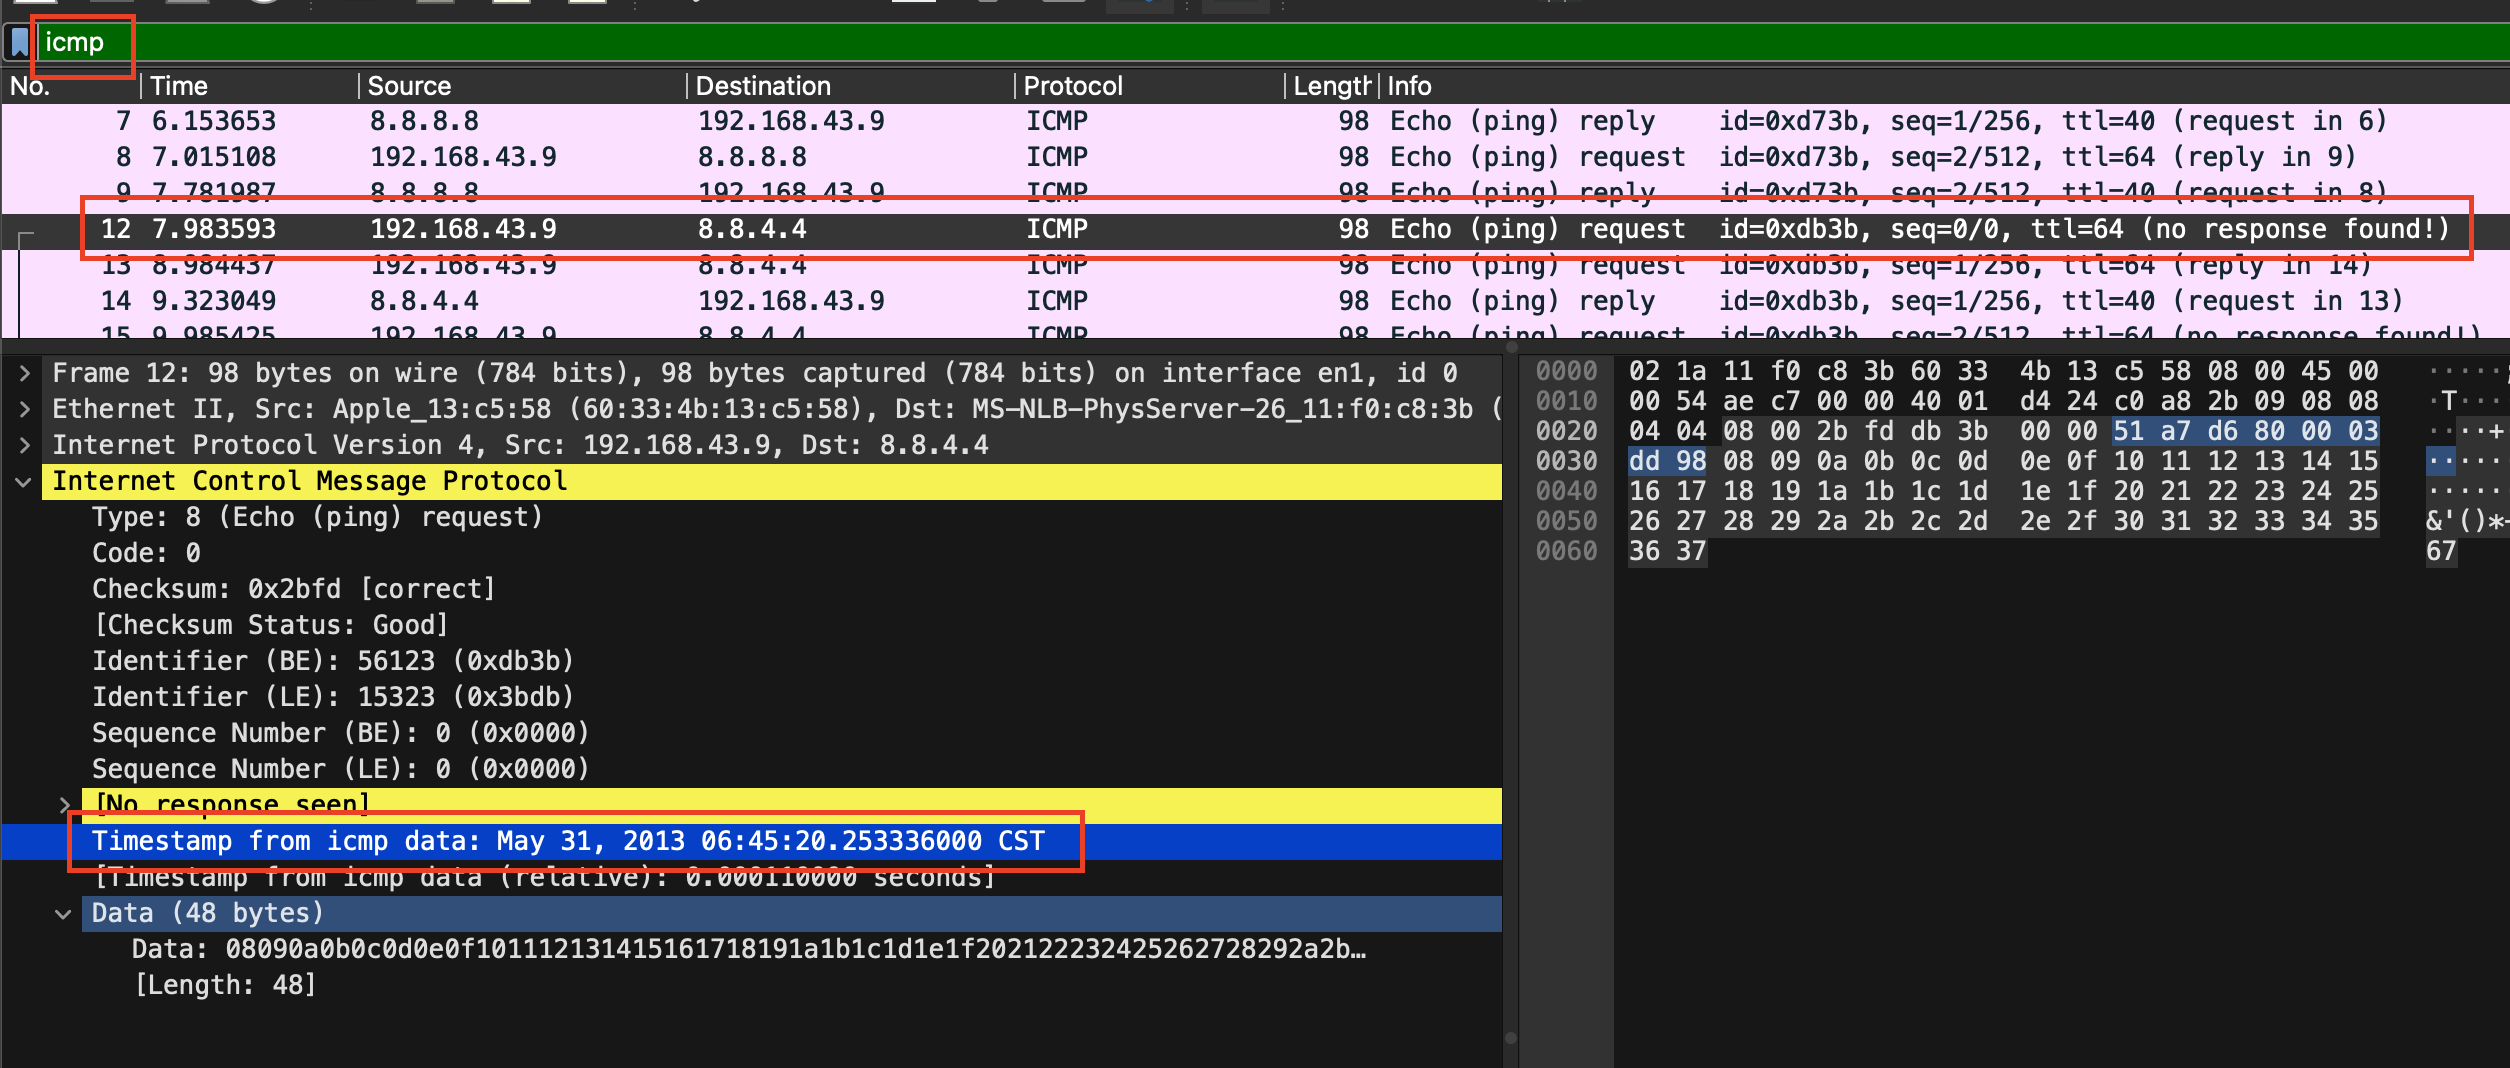 icmp
No. Time Source Destination Protocol Length Info
7 6.153653 8.8.8.8 192.168.43.9 ICMP 98 Echo (ping) reply id=0xd73b, seq=1/256, ttl=40 (request in 6)
8 7.015108 192.168.43.9 8.8.8.8 ICMP 98 Echo (ping) request id=0xd73b, seq=2/512, ttl=64 (reply in 9)
9 7.781987 8.8.8.8 192.168.43.9 ICMP 98 Echo (ping) reply id=0xd73b, seq=2/512, ttl=40 (request in 8)
12 7.983593 192.168.43.9 8.8.4.4 ICMP 98 Echo (ping) request id=0xdb3b, seq=0/0, ttl=64 (no response found!)
13 8.984437 192.168.43.9 8.8.4.4 ICMP 98 Echo (ping) request id=0xdb3b, seq=1/256, ttl=64 (reply in 14)
14 9.323049 8.8.4.4 192.168.43.9 ICMP 98 Echo (ping) reply id=0xdb3b, seq=1/256, ttl=40 (request in 13)
15 9.985425 192.168.43.9 8.8.4.4 ICMP 98 Echo (ping) request id=0xdb3b, seq=2/512, ttl=64 (no response found!)
Frame 12: 98 bytes on wire (784 bits), 98 bytes captured (784 bits) on interface en1, id 0
Ethernet II, Src: Apple_13:c5:58 (60:33:4b:13:c5:58), Dst: MS-NLB-PhysServer-26_11:f0:c8:3b (
Internet Protocol Version 4, Src: 192.168.43.9, Dst: 8.8.4.4
Internet Control Message Protocol
Type: 8 (Echo (ping) request)
Code: 0
Checksum: 0x2bfd [correct]
[Checksum Status: Good]
Identifier (BE): 56123 (0xdb3b)
Identifier (LE): 15323 (0x3bdb)
Sequence Number (BE): 0 (0x0000)
Sequence Number (LE): 0 (0x0000)
[No response seen]
Timestamp from icmp data: May 31, 2013 06:45:20.253336000 CST
[Timestamp from icmp data (relative): 0.000110000 seconds]
Data (48 bytes)
Data: 08090a0b0c0d0e0f101112131415161718191a1b1c1d1e1f202122232425262728292a2b…
[Length: 48]
0000 02 1a 11 f0 c8 3b 60 33 4b 13 c5 58 08 00 45 00 ·····;
0010 00 54 ae c7 00 00 40 01 d4 24 c0 a8 2b 09 08 08 ·T···
0020 04 04 08 00 2b fd db 3b 00 00 51 a7 d6 80 00 03 ····+
0030 dd 98 08 09 0a 0b 0c 0d 0e 0f 10 11 12 13 14 15 ·····
0040 16 17 18 19 1a 1b 1c 1d 1e 1f 20 21 22 23 24 25 ·····
0050 26 27 28 29 2a 2b 2c 2d 2e 2f 30 31 32 33 34 35 &'()*+
0060 36 37 67